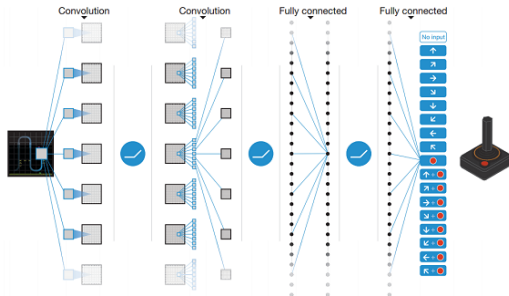 Convolution
Convolution
Fully connected
Fully connected
No input
+
+
+
+
+
+
+
+